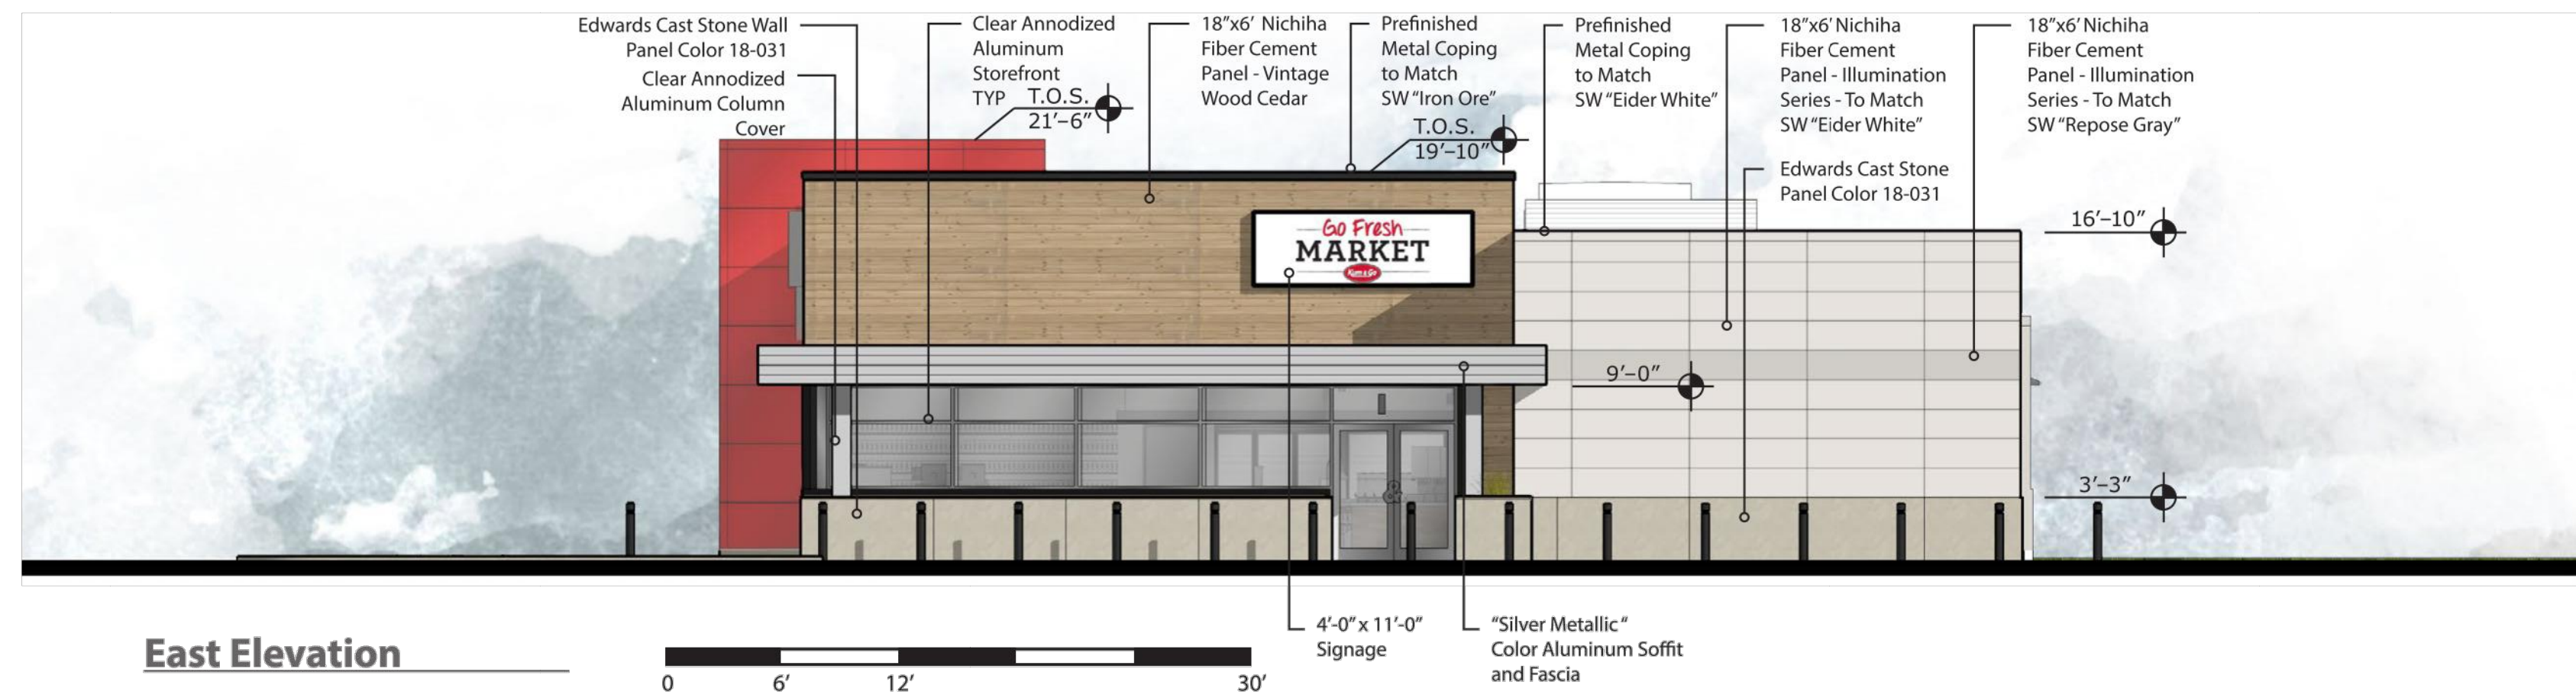 Edwards Cast Stone Wall
Panel Color 18-031
Clear Annodized
Aluminum Column
Cover
Clear Annodized
Aluminum
Storefront
TYP
T.O.S.
21'-6"
18"x6' Nichiha
Fiber Cement
Panel - Vintage
Wood Cedar
Prefinished
Metal Coping
to Match
SW "Iron Ore"
T.O.S.
19'-10"
Prefinished
Metal Coping
to Match
SW "Eider White"
18"x6' Nichiha
Fiber Cement
Panel - Illumination
Series - To Match
SW "Eider White"
Edwards Cast Stone
Panel Color 18-031
18"x6' Nichiha
Fiber Cement
Panel - Illumination
Series - To Match
SW "Repose Gray"
16'-10"
Go Fresh
MARKET
Kum & Go
9'-0"
3'-3"
4'-0" x 11'-0"
Signage
"Silver Metallic"
Color Aluminum Soffit
and Fascia
East Elevation
0 6' 12' 30'